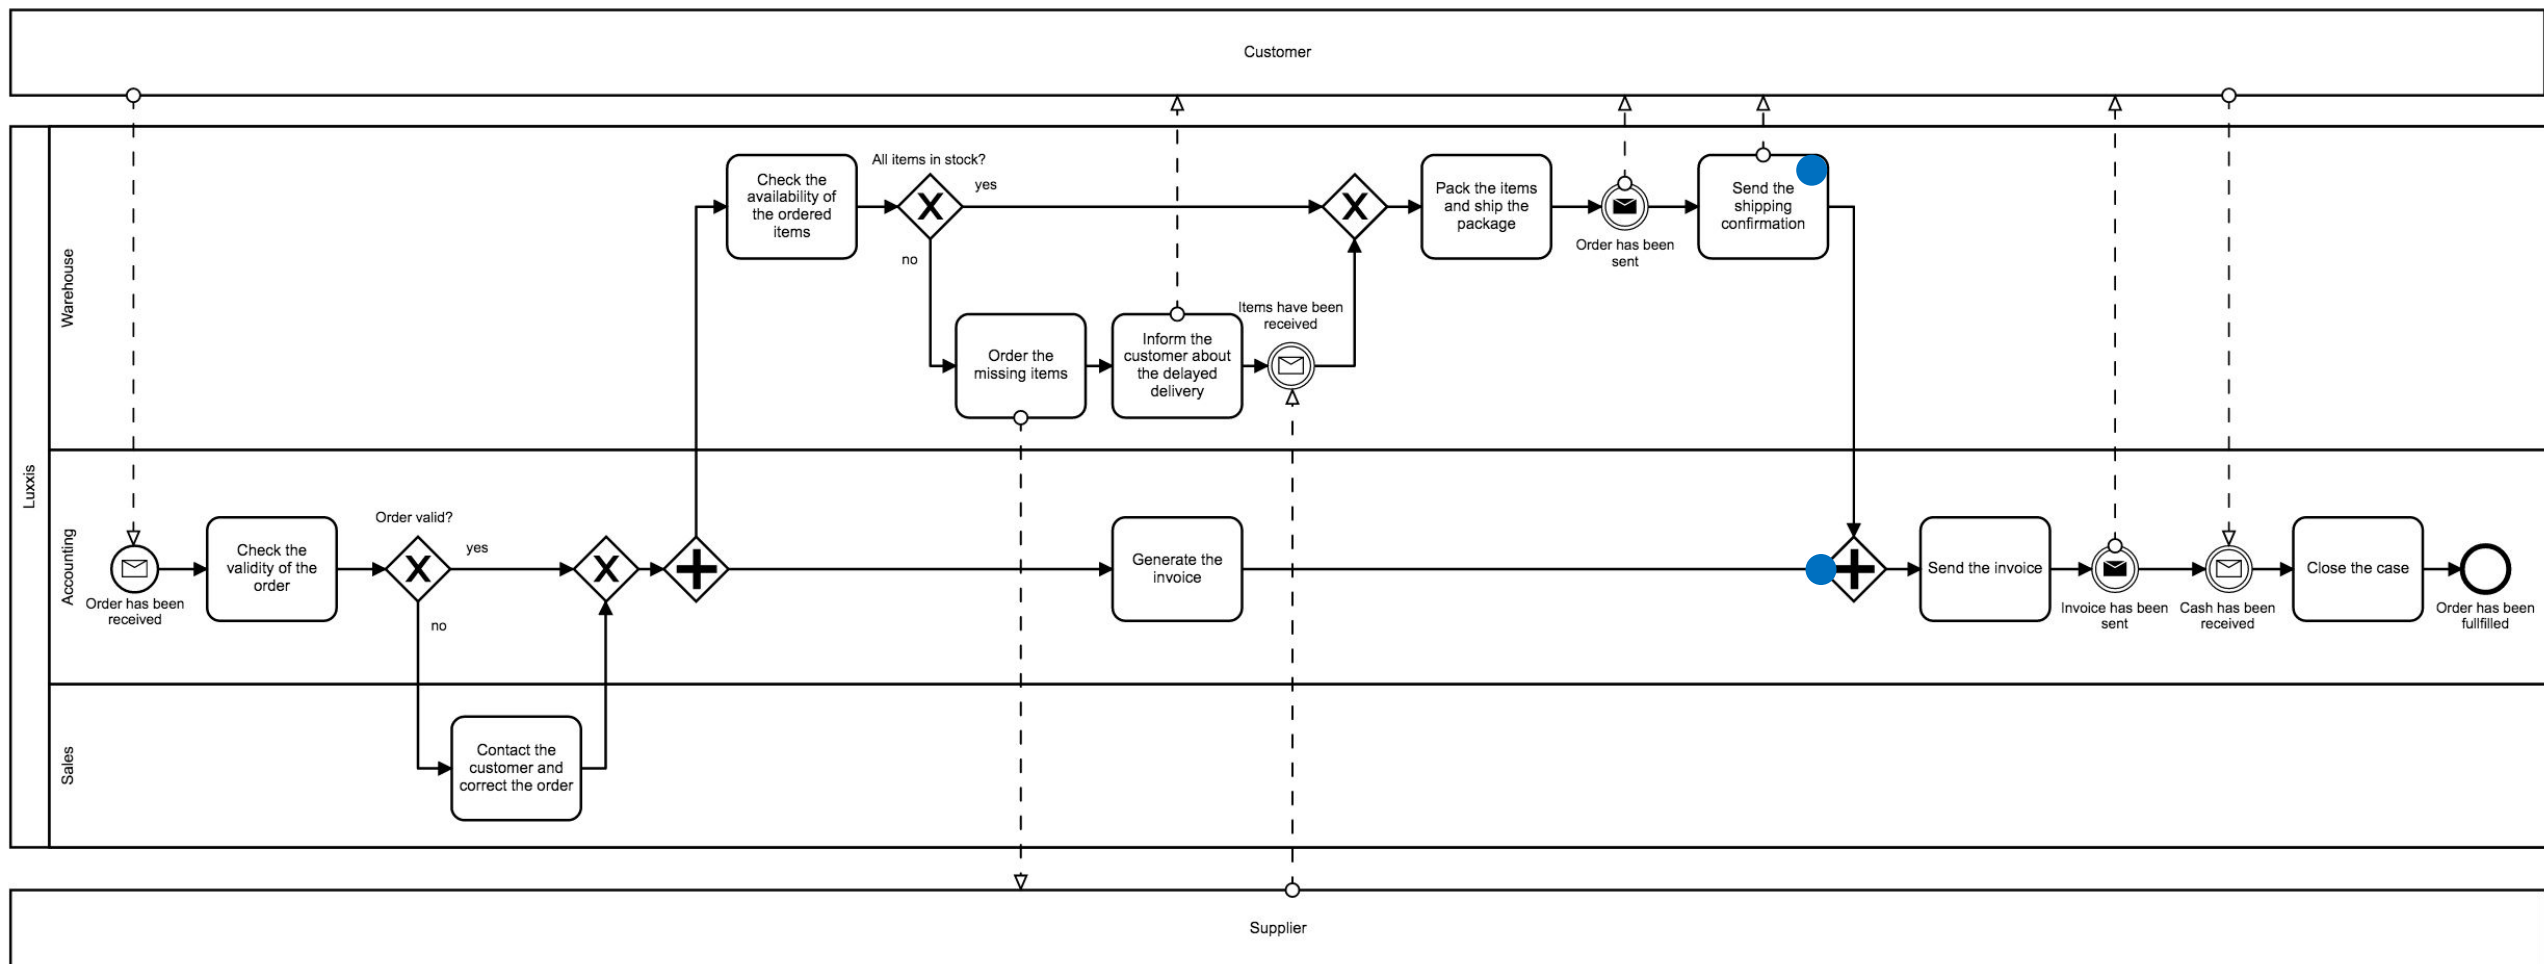 Customer
Luxxis
Warehouse
Check the
availability of
the ordered
items
All items in stock?
yes
no
Order the
missing items
Inform the
customer about
the delayed
delivery
Items have been
received
X
X
Pack the items
and ship the
package
Order has been
sent
Send the
shipping
confirmation
Accounting
Order has been
received
Check the
validity of the
order
Order valid?
X
yes
no
X
Generate the
invoice
Send the invoice
Invoice has been
sent
Cash has been
received
Close the case
Order has been
fullfilled
Sales
Contact the
customer and
correct the order
Supplier